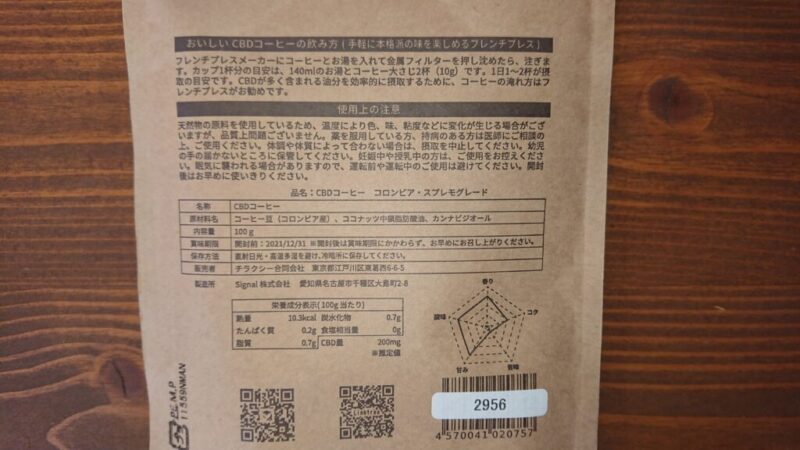 おいしい CBDコーヒーの飲み方 ( 手軽に本格派の味を楽しめるフレンチプレス )
フレンチプレスメーカーにコーヒーとお湯を入れて金属フィルターを押し沈めたら、注ぎま
す。カップ1杯分の目安は、140mlのお湯とコーヒー大さじ2杯（10g）です。1日1〜2杯が摂
取の目安です。CBDが多く含まれる油分を効率的に摂取するために、コーヒーの淹れ方はフ
レンチプレスがお勧めです。
使用上の注意
天然物の原料を使用しているため、温度により色、味、粘度などに変化が生じる場合がござ
いますが、品質上問題ございません。薬を服用している方、持病のある方は医師にご相談の
上、ご使用ください。体調や体質によって合わない場合は、摂取を中止してください。幼児
の手の届かないところに保管してください。妊娠中や授乳中の方は、ご使用をお控えくださ
い。眠気に襲われる場合がありますので、運転前や運転中のご使用は避けてください。開封
後はお早めに使いきりください。
品名：CBDコーヒー コロンビア・スプレモグレード
名称 CBDコーヒー
原材料名 コーヒー豆（コロンビア産）、ココナッツ中鎖脂肪酸油、カンナビジオール
内容量 100g
賞味期限 開封前：2021/12/31 ※開封後は賞味期限にかかわらず、お早めにお召し上がりください。
保存方法 直射日光・高温多湿を避け、冷暗所に保存してください。
販売者 チラクシー合同会社 東京都江戸川区東葛西6-6-5
製造所 Signal 株式会社 愛知県名古屋市千種区大島町2-8
栄養成分表示( 100g 当たり)
熱量 10.3kcal 炭水化物 0.7g
たんぱく質 0.2g 食塩相当量 0g
脂質 0.7g CBD量 200mg
※推定値
香り
コク
苦味
甘み
酸味
Linktree
2956
4 570041 020757